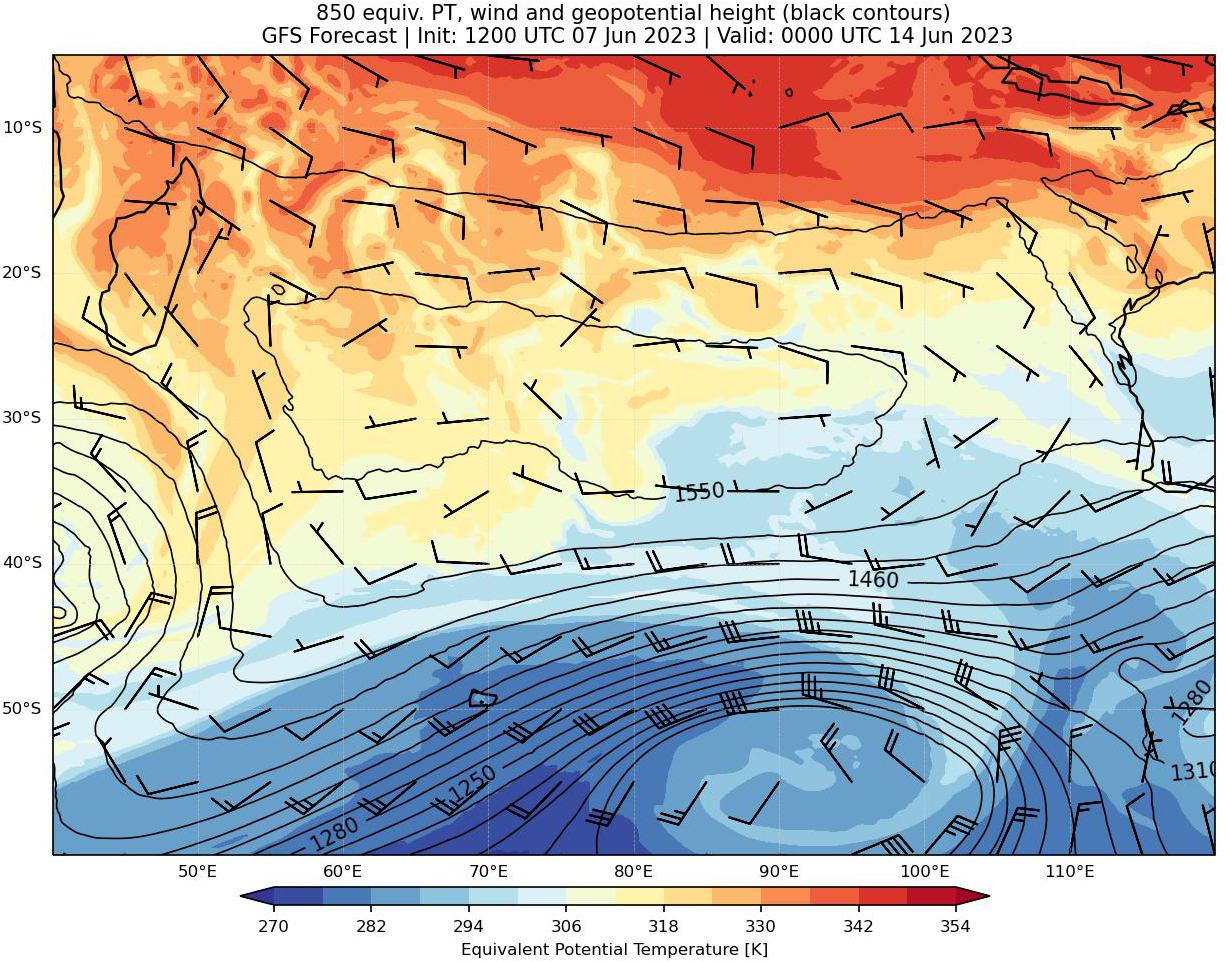 850 equiv. PT, wind and geopotential height (black contours)
GFS Forecast | Init: 1200 UTC 07 Jun 2023 | Valid: 0000 UTC 14 Jun 2023
10°S
20°S
30°S
1550
40°S
1460
50°S
1280
1310
1250
1280
50°E 60°E 70°E 80°E 90°E 100°E 110°E
270 282 294 306 318 330 342 354
Equivalent Potential Temperature [K]